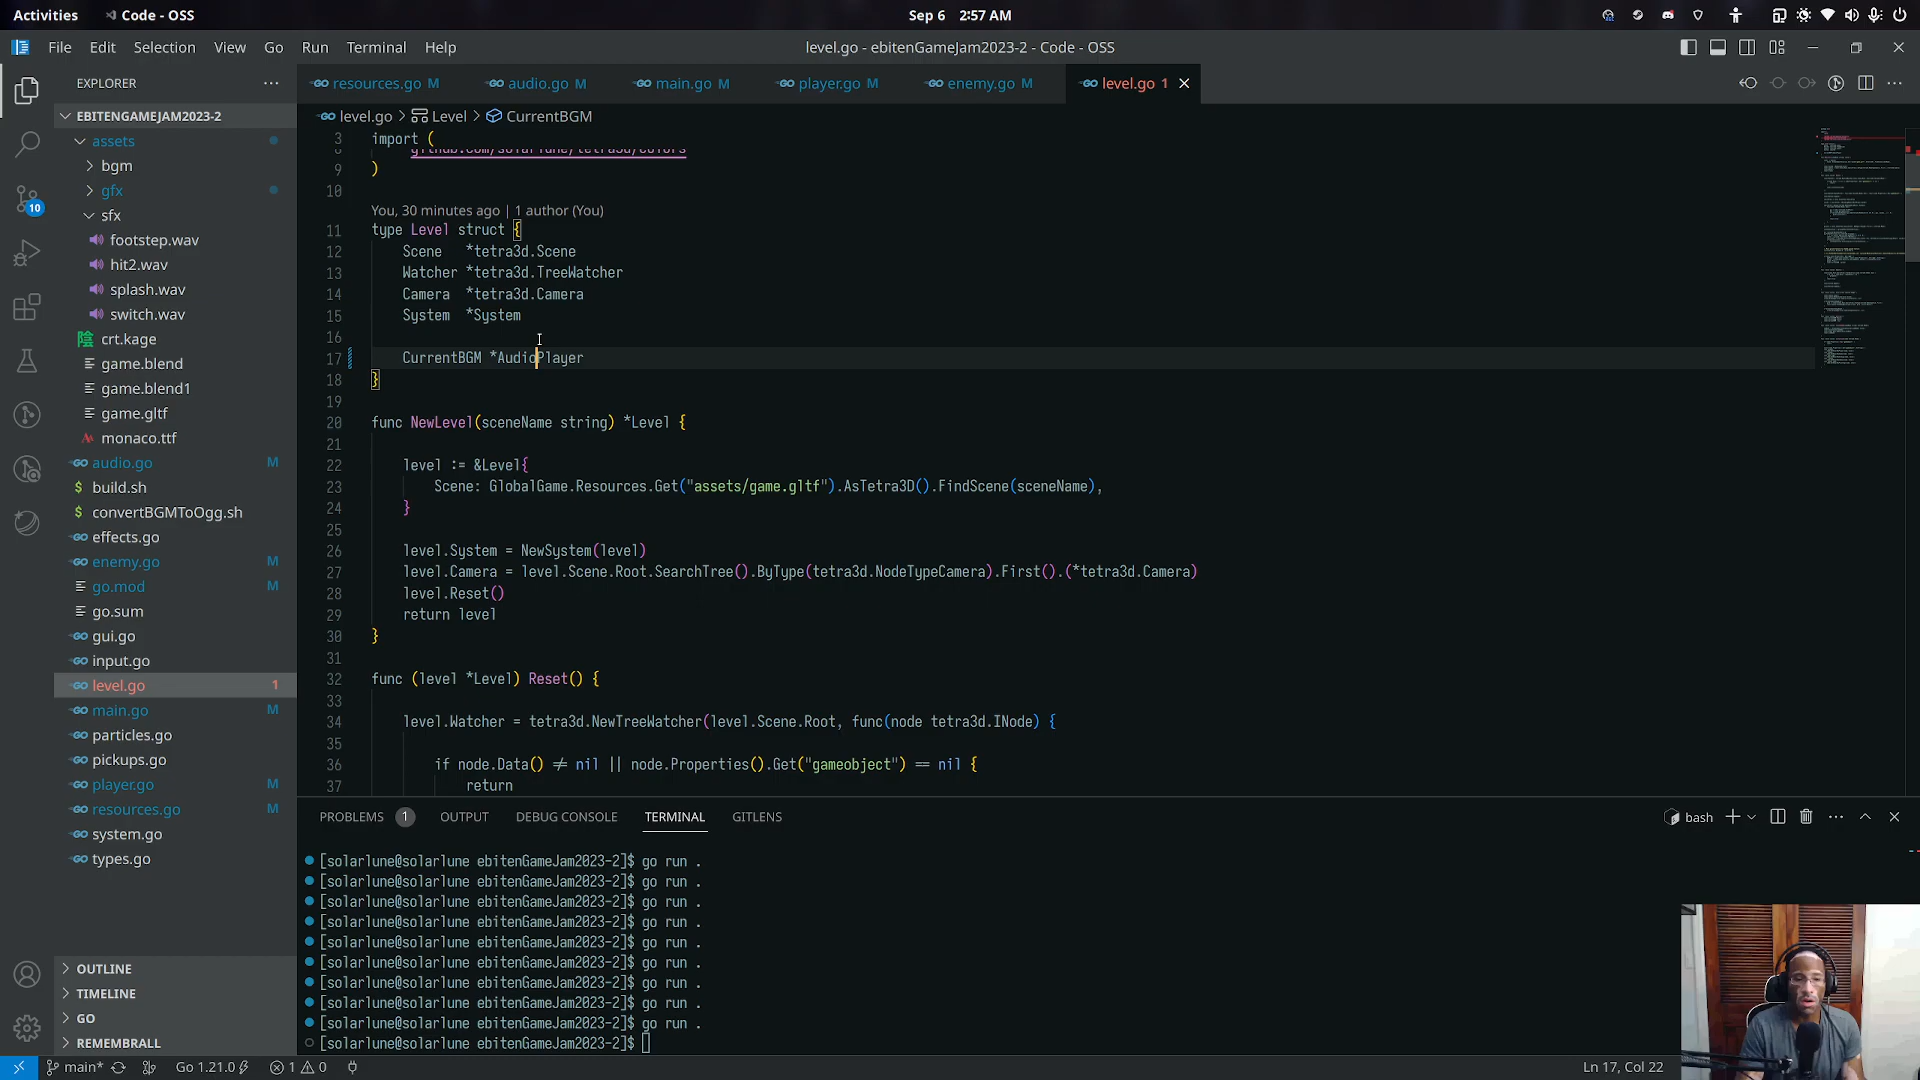 Activities
Code - OSS
Sep 6 2:57 AM
File Edit Selection View Go Run Terminal Help
level.go - ebitenGameJam2023-2 - Code - OSS
EXPLORER
resources.go M
audio.go M
main.go M
player.go M
enemy.go M
level.go 1
EBITENGAMEJAM2023-2
assets
bgm
gfx
sfx
footstep.wav
hit2.wav
splash.wav
switch.wav
crt.kage
game.blend
game.blend1
game.gltf
monaco.ttf
audio.go M
build.sh
convertBGMToOgg.sh
effects.go
enemy.go M
go.mod M
go.sum
gui.go
input.go
level.go 1
main.go M
particles.go
pickups.go
player.go M
resources.go M
system.go
types.go
OUTLINE
TIMELINE
GO
REMEMBRALL
10
level.go > Level > CurrentBGM
3 import (
8 github.com/solarlune/tetra3d/colors
9 )
10
You, 30 minutes ago | 1 author (You)
11 type Level struct {
12 Scene *tetra3d.Scene
13 Watcher *tetra3d.TreeWatcher
14 Camera *tetra3d.Camera
15 System *System
16
17 CurrentBGM *AudioPlayer
18 }
19
20 func NewLevel(sceneName string) *Level {
21
22 level := &Level{
23 Scene: GlobalGame.Resources.Get("assets/game.gltf").AsTetra3D().FindScene(sceneName),
24 }
25
26 level.System = NewSystem(level)
27 level.Camera = level.Scene.Root.SearchTree().ByType(tetra3d.NodeTypeCamera).First().(*tetra3d.Camera)
28 level.Reset()
29 return level
30 }
31
32 func (level *Level) Reset() {
33
34 level.Watcher = tetra3d.NewTreeWatcher(level.Scene.Root, func(node tetra3d.INode) {
35
36 if node.Data() ≠ nil || node.Properties().Get("gameobject") == nil {
37 return
PROBLEMS 1 OUTPUT DEBUG CONSOLE TERMINAL GITLENS
bash
[solarlune@solarlune ebitenGameJam2023-2]$ go run .
[solarlune@solarlune ebitenGameJam2023-2]$ go run .
[solarlune@solarlune ebitenGameJam2023-2]$ go run .
[solarlune@solarlune ebitenGameJam2023-2]$ go run .
[solarlune@solarlune ebitenGameJam2023-2]$ go run .
[solarlune@solarlune ebitenGameJam2023-2]$ go run .
[solarlune@solarlune ebitenGameJam2023-2]$ go run .
[solarlune@solarlune ebitenGameJam2023-2]$ go run .
[solarlune@solarlune ebitenGameJam2023-2]$ go run .
[solarlune@solarlune ebitenGameJam2023-2]$
main* Go 1.21.0 1 0
Ln 17, Col 22